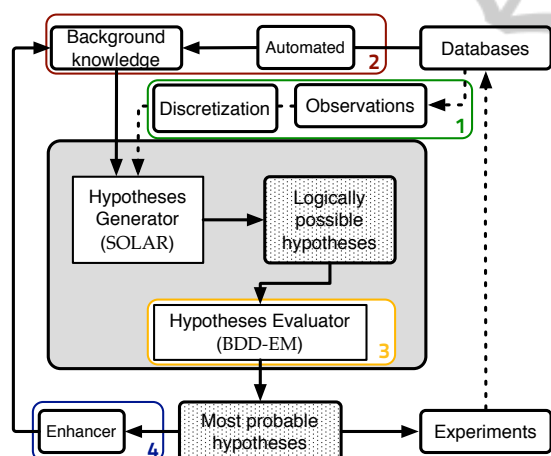 Background
knowledge
Automated
2
Databases
Discretization
Observations
1
Hypotheses
Generator
(SOLAR)
Logically
possible
hypotheses
Hypotheses Evaluator
(BDD-EM)
3
Enhancer
4
Most probable
hypotheses
Experiments